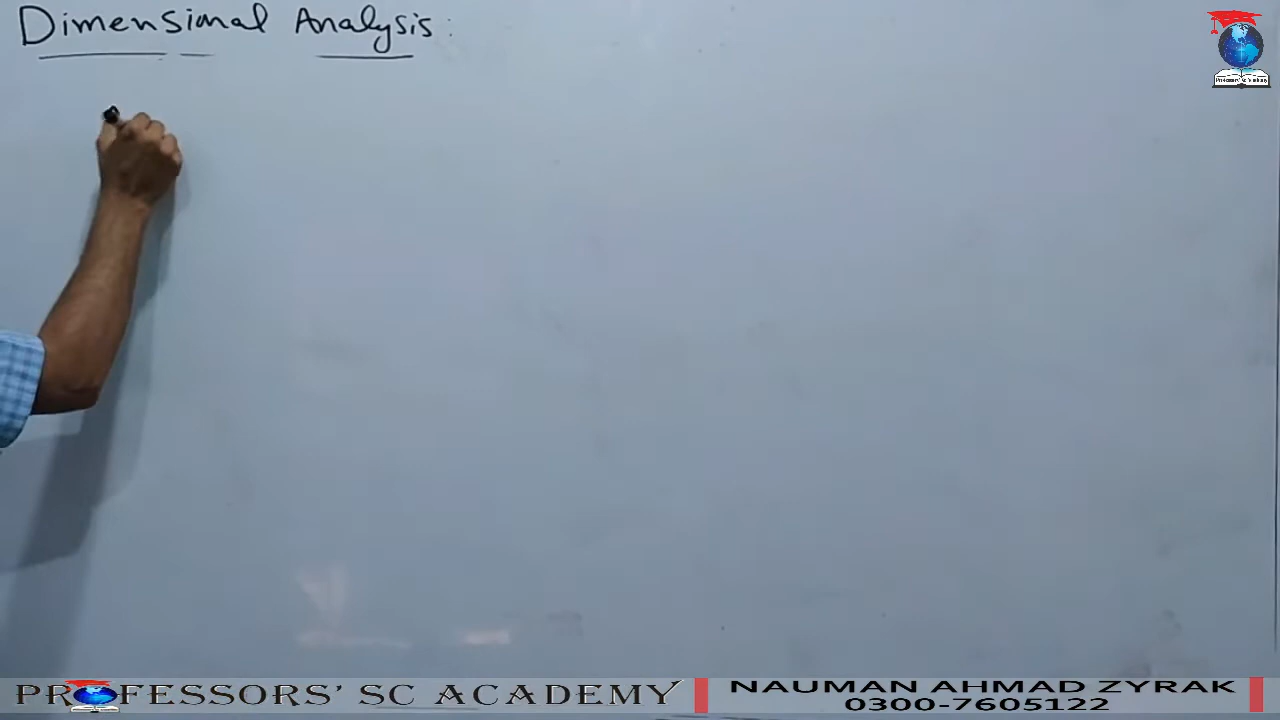 Dimensional Analysis:
PROFESSORS' SC ACADEMY
NAUMAN AHMAD ZYRAK
0300-7605122